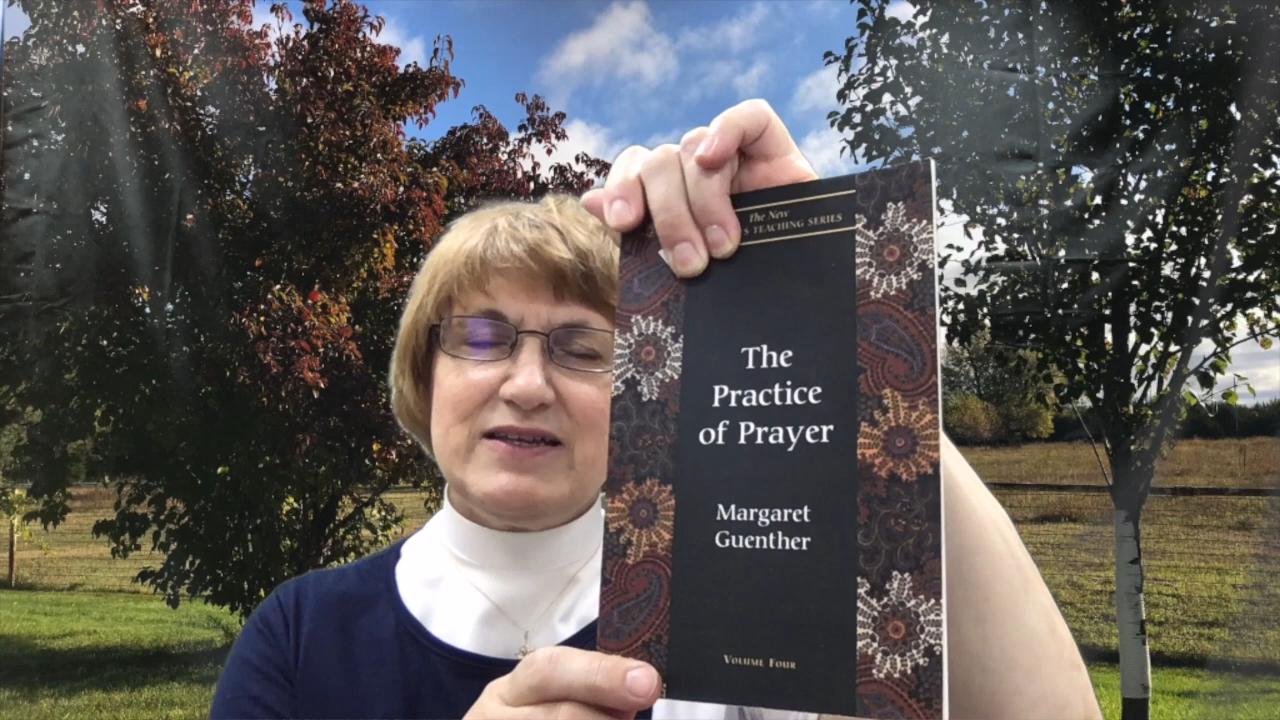 The New
S TEACHING SERIES
The
Practice
of Prayer
Margaret
Guenther
VOLUME FOUR